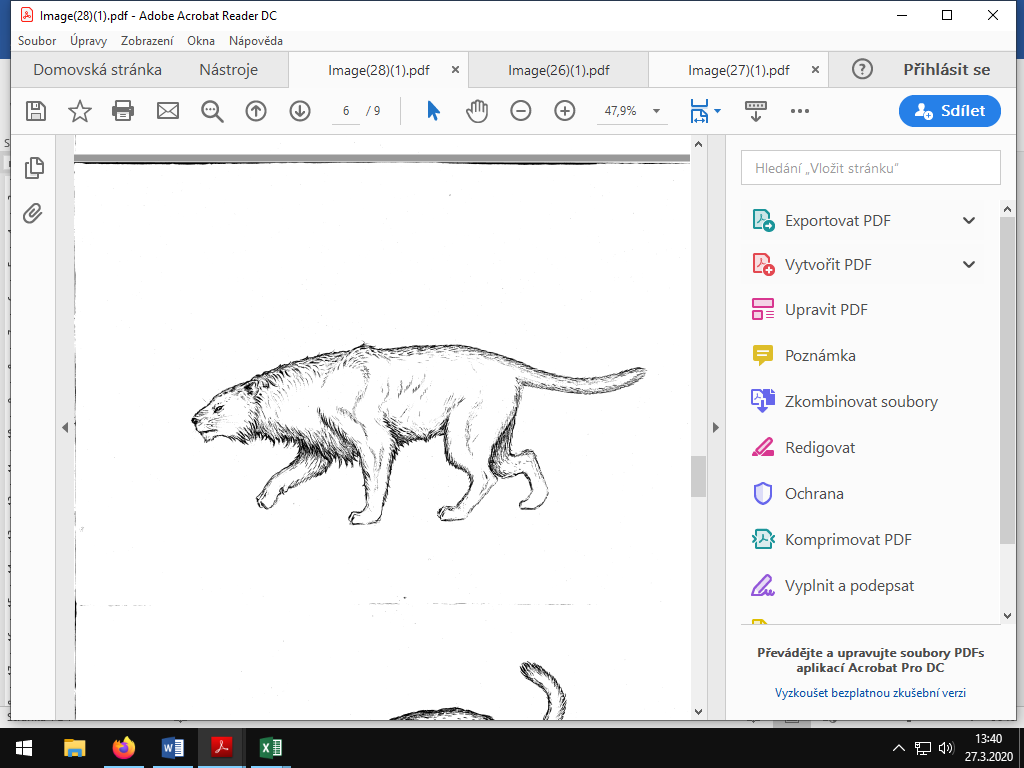 Image(28)(1).pdf - Adobe Acrobat Reader DC
Soubor Úpravy Zobrazení Okna Nápověda
Domovská stránka Nástroje Image(28)(1).pdf × Image(26)(1).pdf Image(27)(1).pdf × ? Přihlásit se
6 / 9 47,9% Sdílet
Hledání „Vložit stránku“
Exportovat PDF
Vytvořit PDF
Upravit PDF
Poznámka
Zkombinovat soubory
Redigovat
Ochrana
Komprimovat PDF
Vyplnit a podepsat
Převádějte a upravujte soubory PDFs
aplikací Acrobat Pro DC
Vyzkoušet bezplatnou zkušební verzi
13:40
27.3.2020